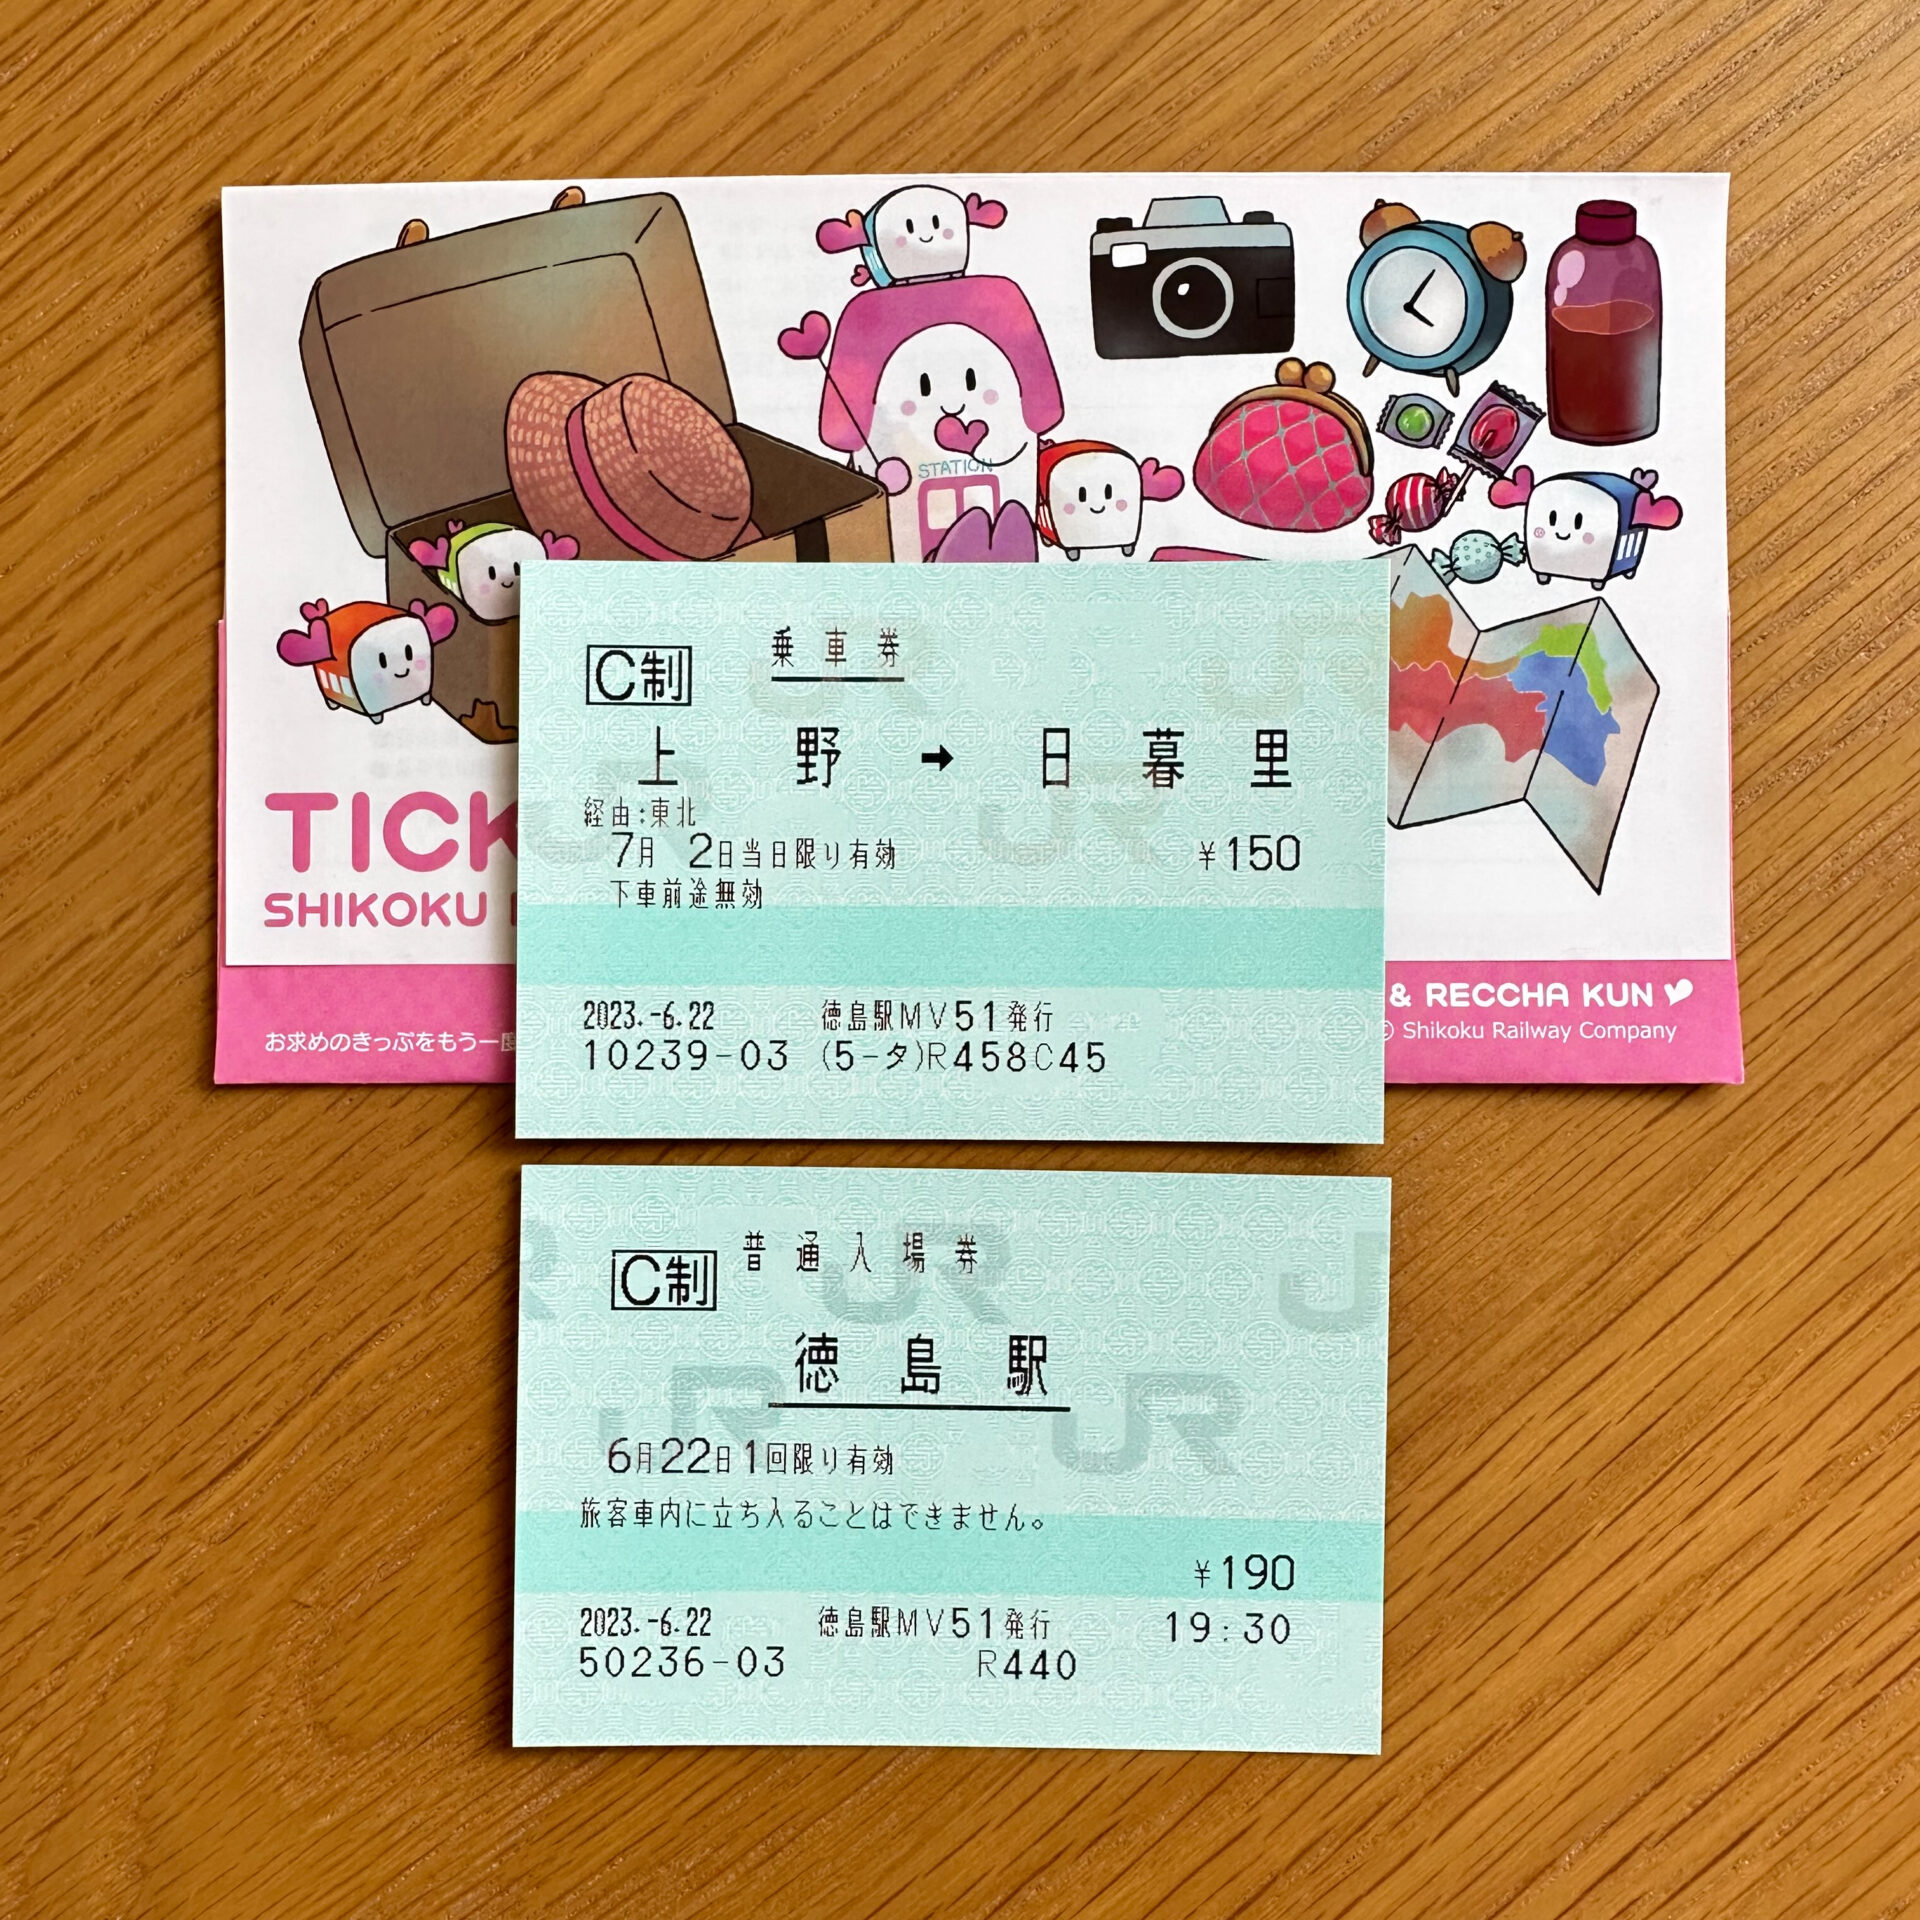 STATION
TICK
SHIKOKU
& RECCHA KUN
お求めのきっぷをもう一度
© Shikoku Railway Company
C制 乗車券
上野 → 日暮里
経由:東北
7月 2日当日限り有効 ¥150
下車前途無効
2023.-6.22 徳島駅MV51発行
10239-03 (5-タ)R458C45
C制 普通入場券
徳島駅
6月22日1回限り有効
旅客車内に立ち入ることはできません。
¥190
2023.-6.22 徳島駅MV51発行 19:30
50236-03 R440
JR
JR
JR
JR